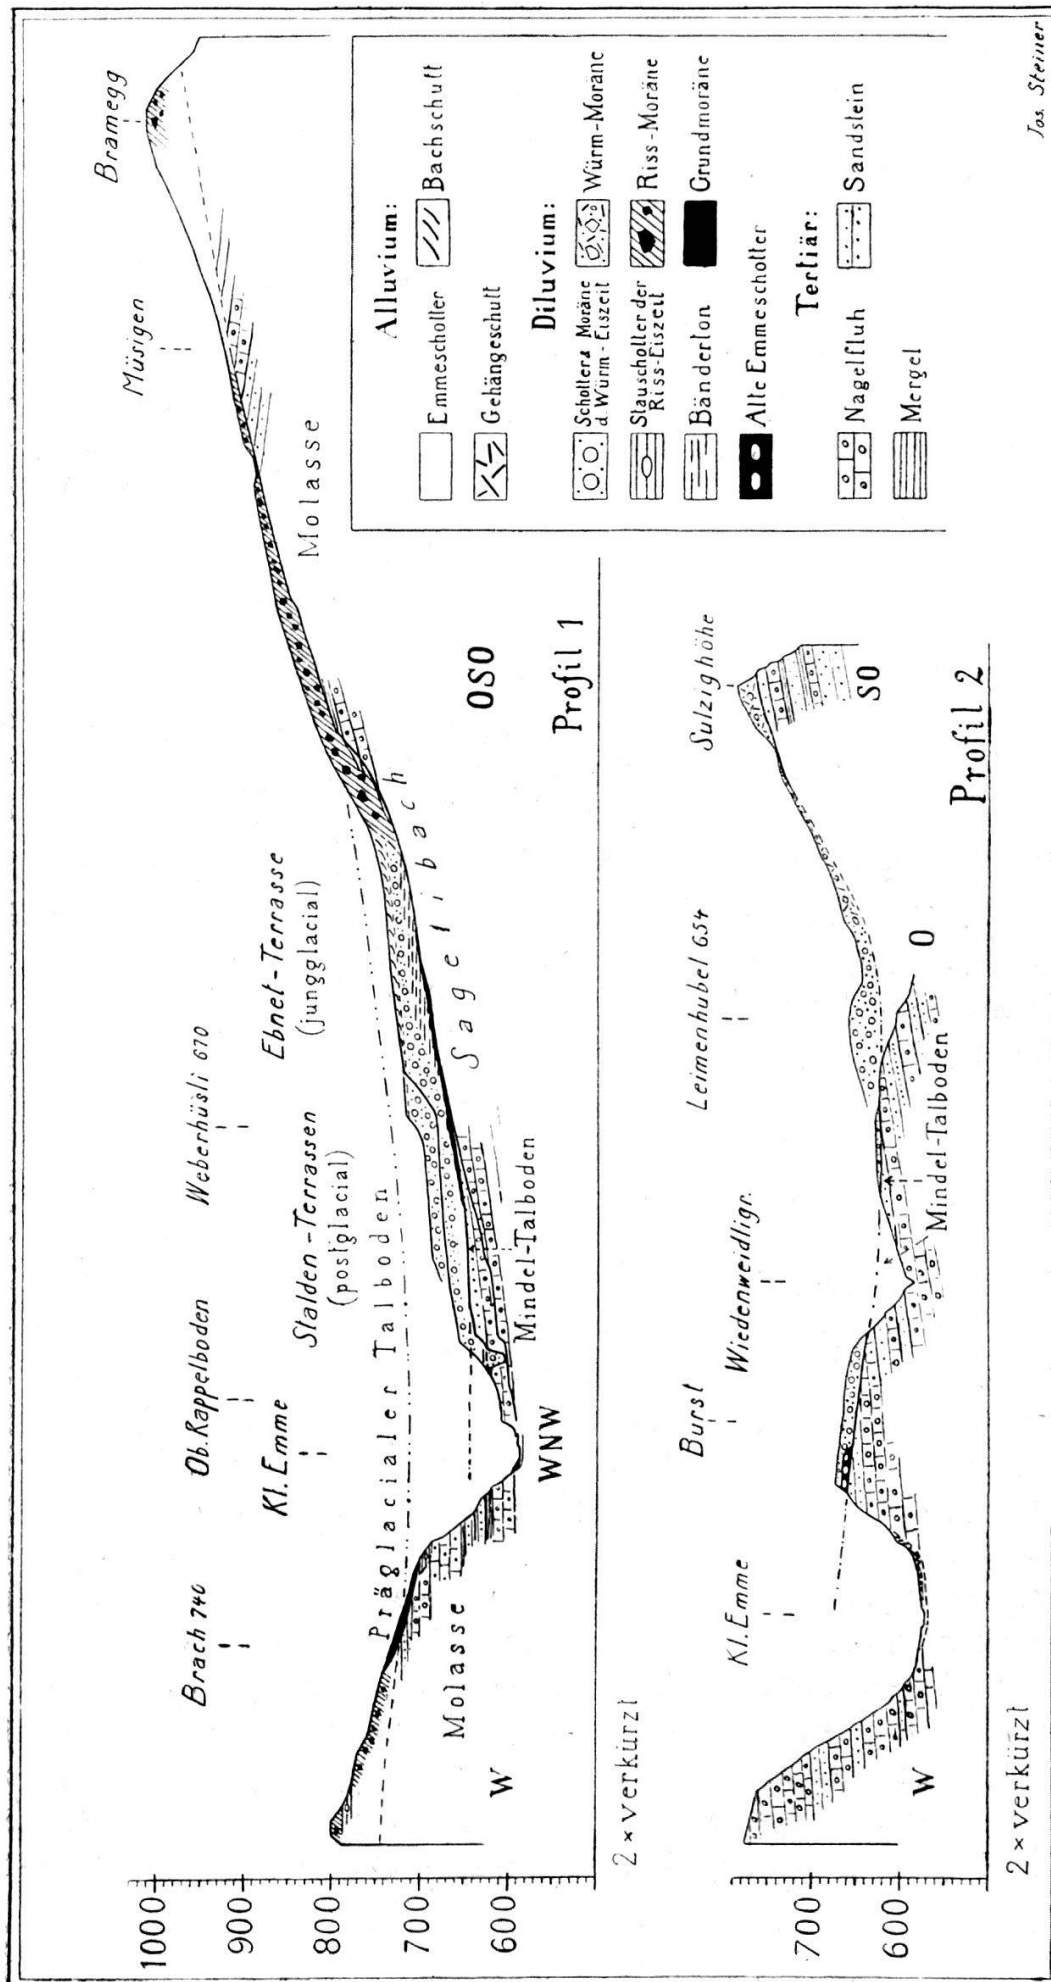 Bramegg
Müsigen
Weberhüsli 670
Ob. Rappelboden
Brach 740
Ebnet-Terrasse
(jungglacial)
Stalden-Terrassen
(postglacial)
Kl. Emme
Präglacialer Talboden
Molasse
Molasse
Sagelibach
Mindel-Talboden
W
WNW
OSO
Profil 1
1000
900
800
700
600
2 × verkürzt
Alluvium:
Emmeschotter
Bachschutt
Gehängeschutt
Diluvium:
Schotter & Moräne
d. Würm-Eiszeit
Würm-Moräne
Stauschotter der
Riss-Eiszeit
Riss-Moräne
Bänderton
Grundmoräne
Alte Emmeschotter
Tertiär:
Nagelfluh
Sandstein
Mergel
Sulzighöhe
Leimenhubel 654
Wiedenweidligr.
Burst
Kl. Emme
Mindel-Talboden
W
O
SO
Profil 2
700
600
2 × verkürzt
Jos. Steiner